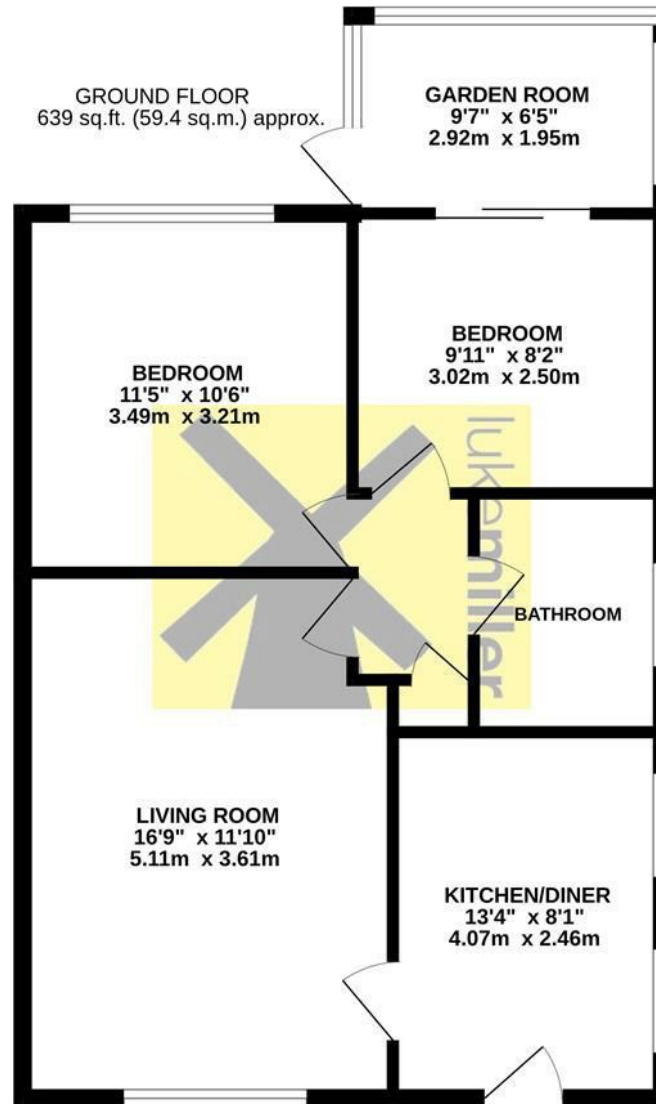 GROUND FLOOR
639 sq.ft. (59.4 sq.m.) approx.
GARDEN ROOM
9'7" x 6'5"
2.92m x 1.95m
BEDROOM
11'5" x 10'6"
3.49m x 3.21m
BEDROOM
9'11" x 8'2"
3.02m x 2.50m
lukemiller
BATHROOM
LIVING ROOM
16'9" x 11'10"
5.11m x 3.61m
KITCHEN/DINER
13'4" x 8'1"
4.07m x 2.46m